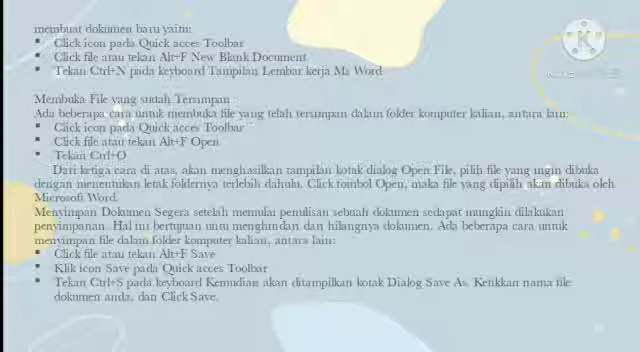 membuat dokumen baru yaitu:
▪ Click icon pada Quick acces Toolbar
▪ Click file atau tekan Alt+F New Blank Document
▪ Tekan Ctrl+N pada keyboard Tampilan Lembar kerja Ms Word
Membuka File yang sudah Tersimpan
Ada beberapa cara untuk membuka file yang telah tersimpan dalam folder komputer kalian, antara lain:
▪ Click icon pada Quick acces Toolbar
▪ Click file atau tekan Alt+F Open
▪ Tekan Ctrl+O
Dari ketiga cara di atas, akan menghasilkan tampilan kotak dialog Open File, pilih file yang ingin dibuka
dengan menentukan letak foldernya terlebih dahulu. Click tombol Open, maka file yang dipilih akan dibuka oleh
Microsoft Word.
Menyimpan Dokumen Segera setelah memulai penulisan sebuah dokumen sedapat mungkin dilakukan
penyimpanan. Hal ini bertujuan untu menghindari dari hilangnya dokumen. Ada beberapa cara untuk
menyimpan file dalam folder komputer kalian, antara lain:
▪ Click file atau tekan Alt+F Save
▪ Klik icon Save pada Quick acces Toolbar
▪ Tekan Ctrl+S pada keyboard Kemudian akan ditampilkan kotak Dialog Save As. Ketikkan nama file
dokumen anda, dan Click Save.
K